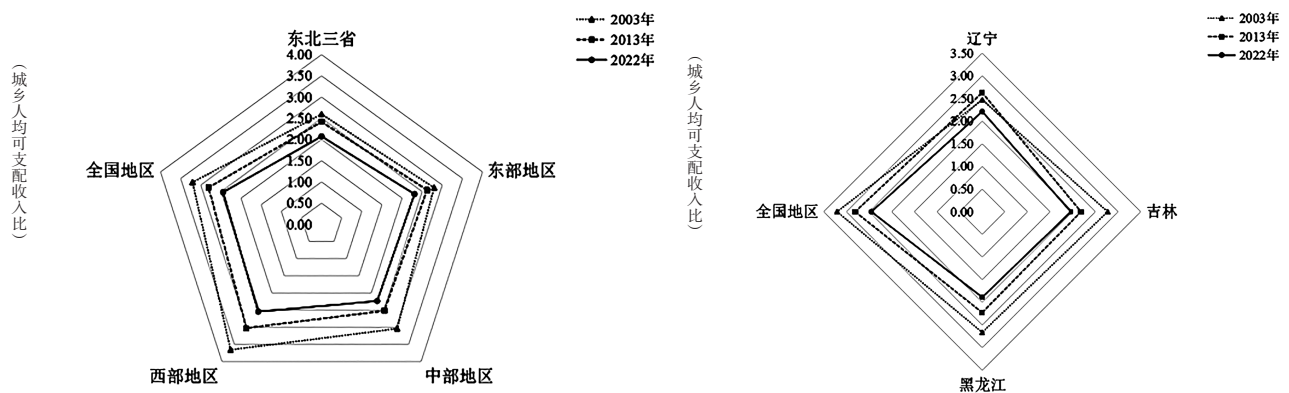 2003年
2013年
2022年
东北三省
4.00
3.50
3.00
2.50
2.00
1.50
1.00
0.50
0.00
全国地区
东部地区
西部地区
中部地区
（城乡人均可支配收入比）
2003年
2013年
2022年
辽宁
3.50
3.00
2.50
2.00
1.50
1.00
0.50
0.00
全国地区
吉林
黑龙江
（城乡人均可支配收入比）